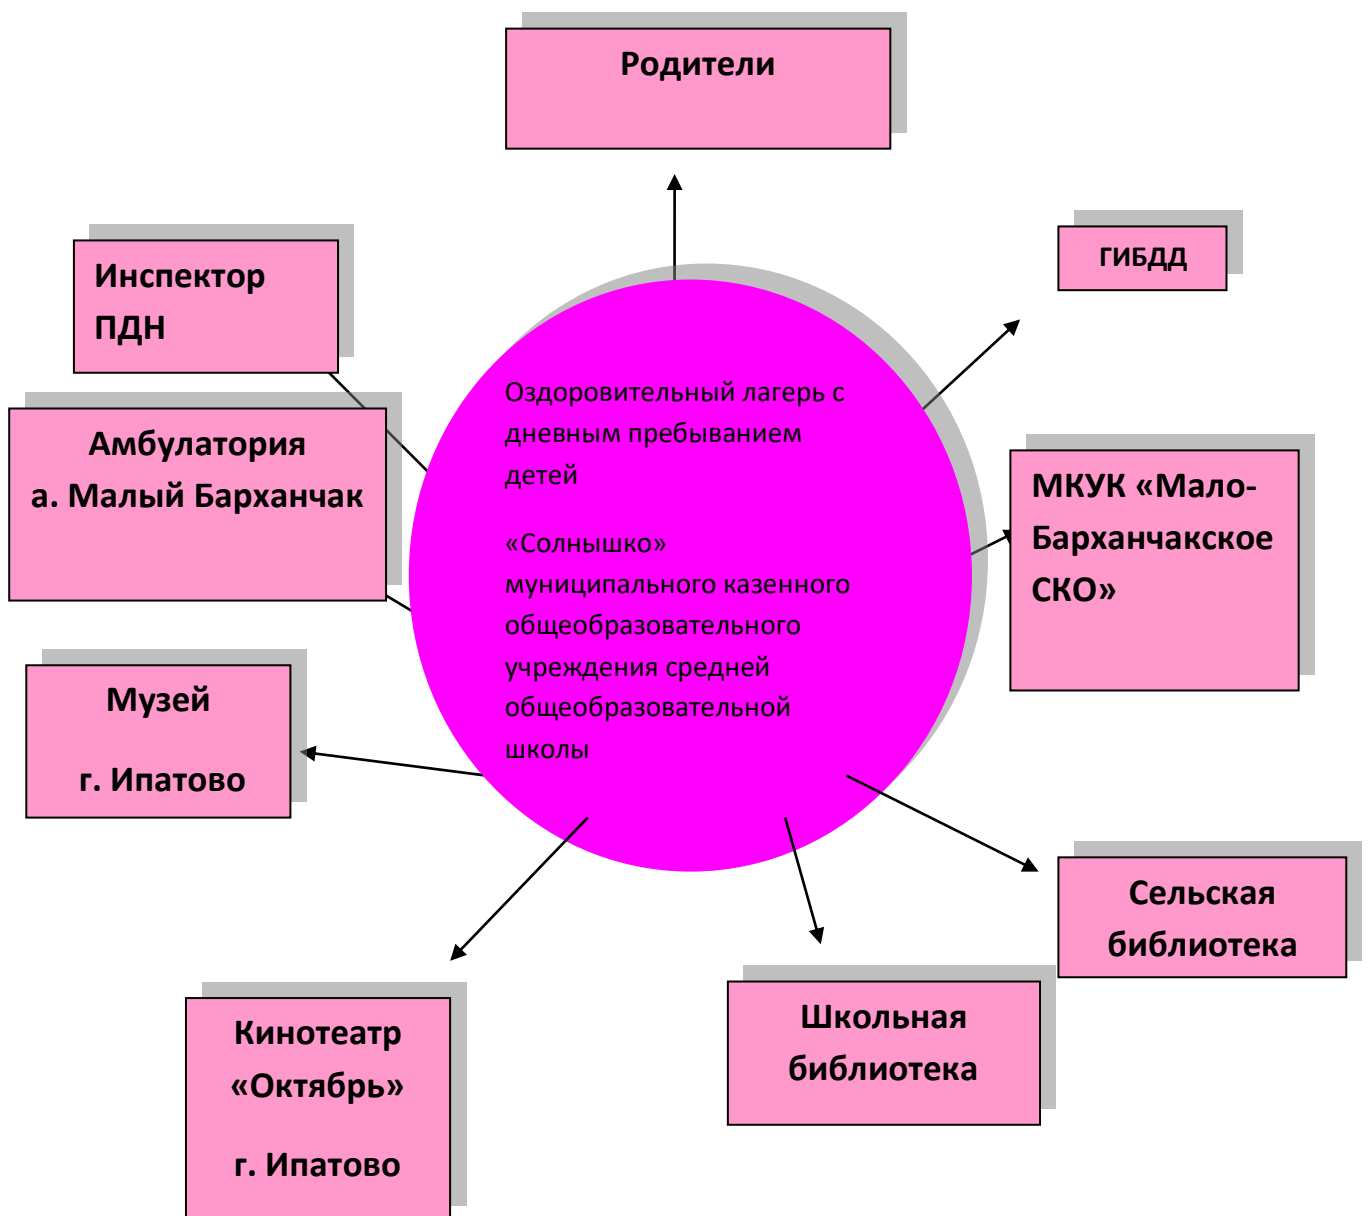 Родители
ГИБДД
Инспектор
ПДН
Оздоровительный лагерь с
дневным пребыванием
детей
«Солнышко»
муниципального казенного
общеобразовательного
учреждения средней
общеобразовательной
школы
Амбулатория
а. Малый Барханчак
МКУК «Мало-
Барханчакское
СКО»
Музей
г. Ипатово
Сельская
библиотека
Школьная
библиотека
Кинотеатр
«Октябрь»
г. Ипатово